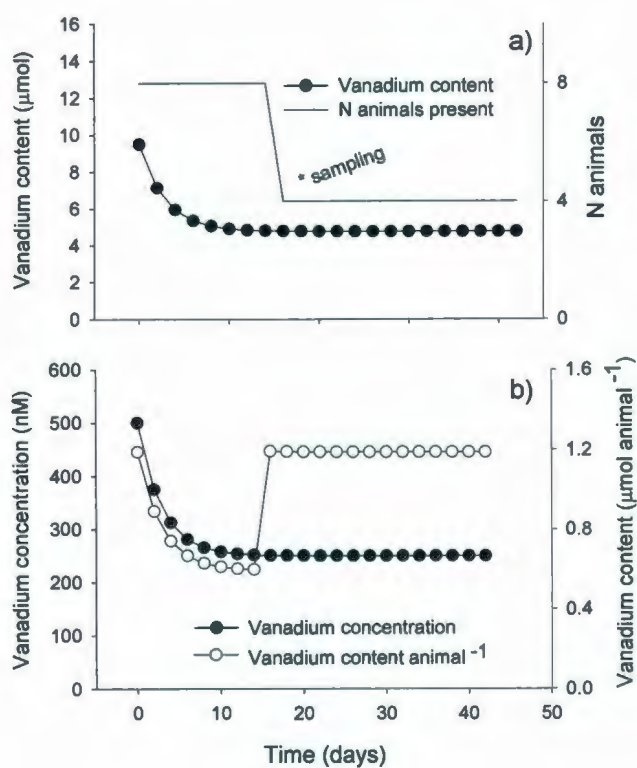 a)
Vanadium content (µmol)
16
14
12
10
8
6
4
2
0
Vanadium content
N animals present
* sampling
8
4
0
N animals
b)
Vanadium concentration (nM)
600
500
400
300
200
100
0
Vanadium concentration
Vanadium content animal⁻¹
1.6
1.2
0.8
0.4
0.0
Vanadium content (µmol animal⁻¹)
0 10 20 30 40 50
Time (days)